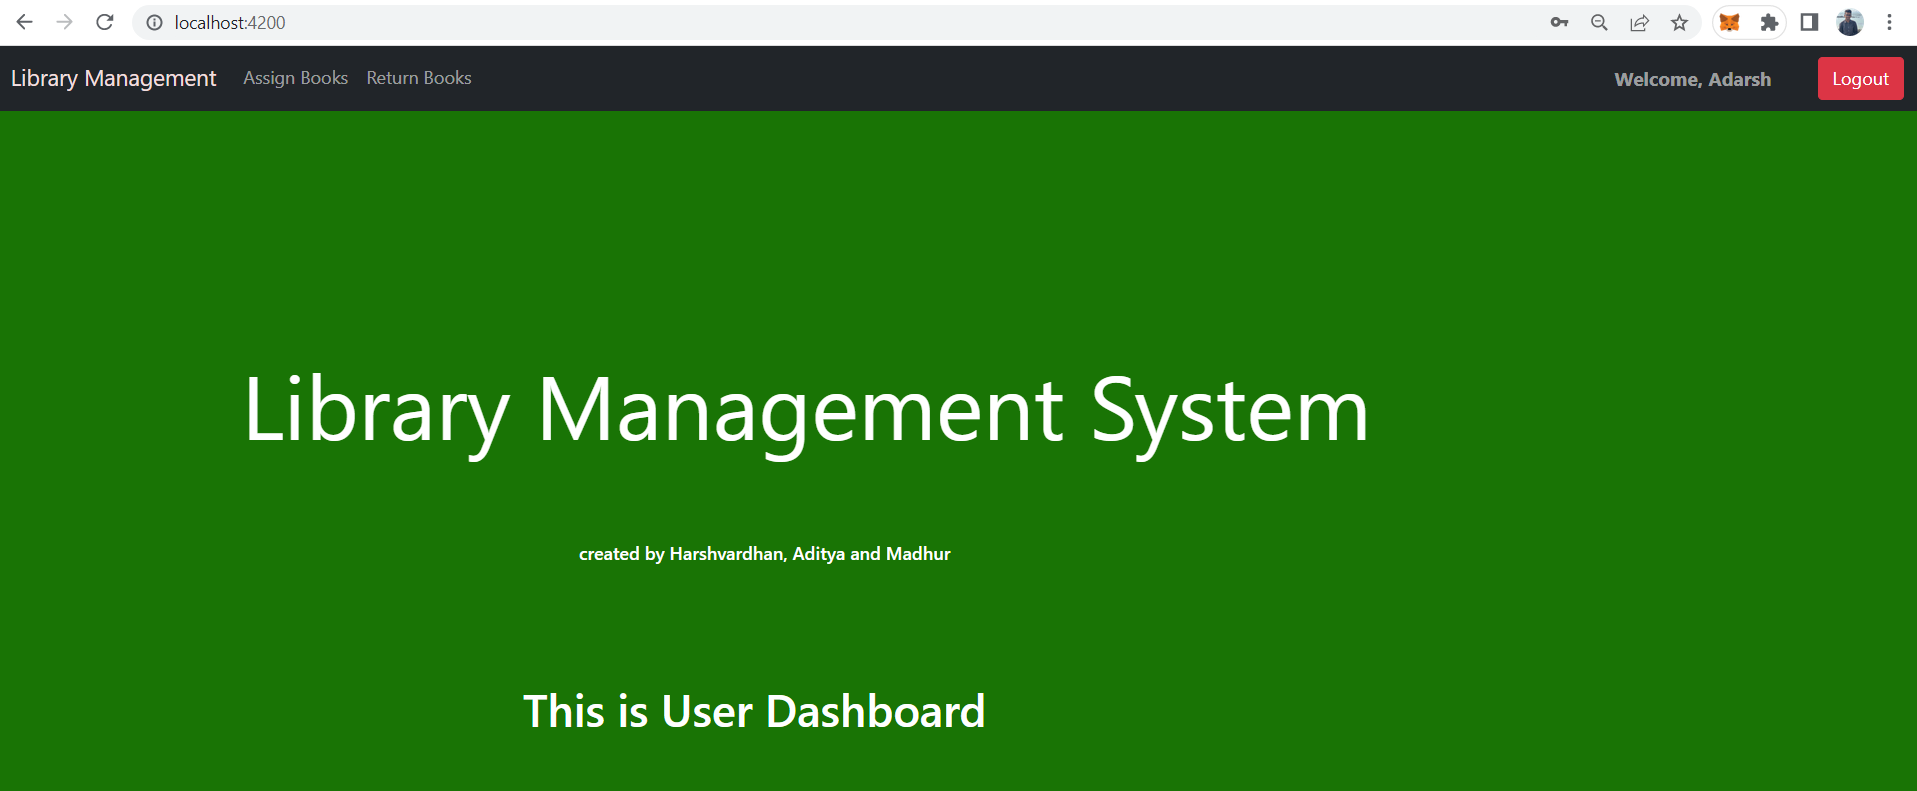 localhost:4200
Library Management Assign Books Return Books Welcome, Adarsh Logout
Library Management System
created by Harshvardhan, Aditya and Madhur
This is User Dashboard